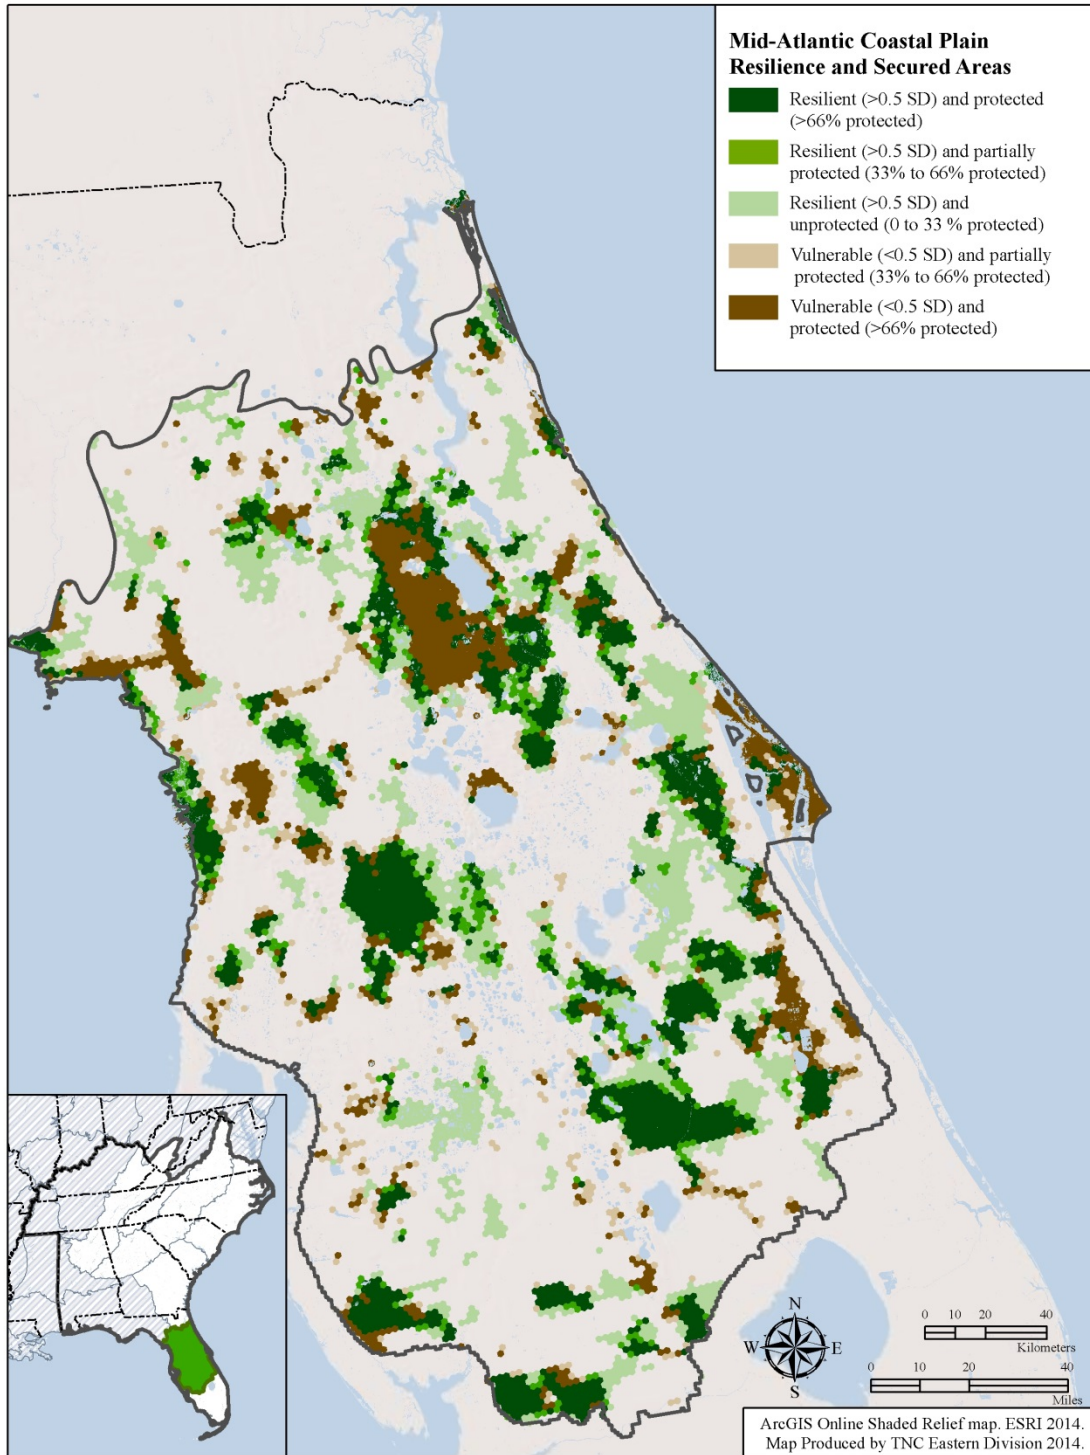 Mid-Atlantic Coastal Plain
Resilience and Secured Areas
Resilient (>0.5 SD) and protected
(>66% protected)
Resilient (>0.5 SD) and partially
protected (33% to 66% protected)
Resilient (>0.5 SD) and
unprotected (0 to 33 % protected)
Vulnerable (<0.5 SD) and partially
protected (33% to 66% protected)
Vulnerable (<0.5 SD) and
protected (>66% protected)
N
W E
S
0 10 20 40
Kilometers
0 10 20 40
Miles
ArcGIS Online Shaded Relief map. ESRI 2014.
Map Produced by TNC Eastern Division 2014.